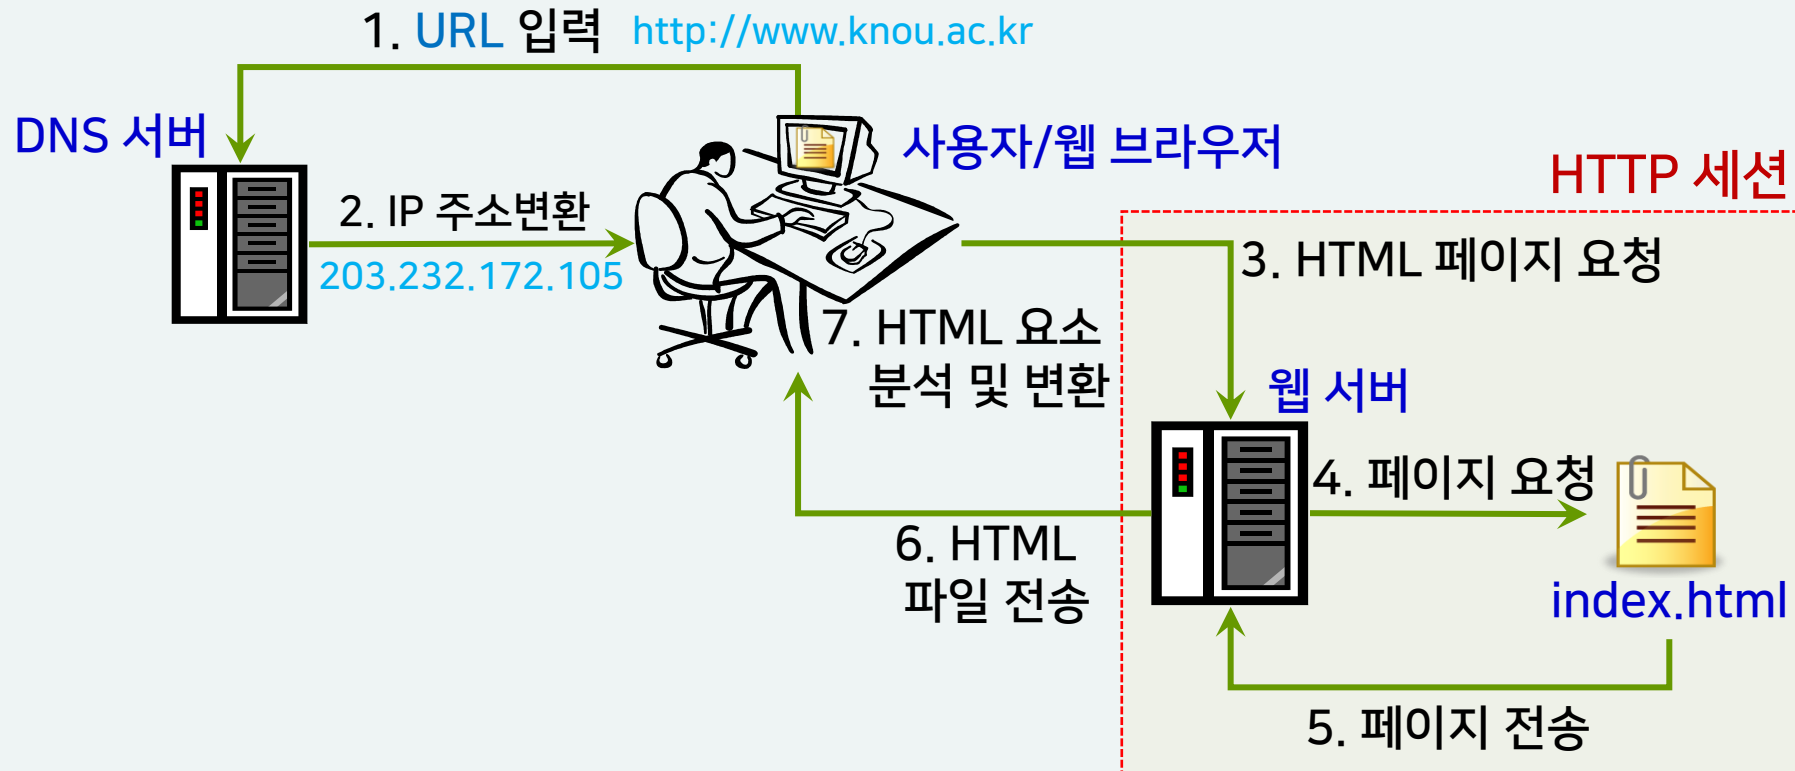 1. URL 입력 http://www.knou.ac.kr
DNS 서버
사용자/웹 브라우저
HTTP 세션
2. IP 주소변환
203.232.172.105
3. HTML 페이지 요청
7. HTML 요소
분석 및 변환
웹 서버
4. 페이지 요청
6. HTML
파일 전송
index.html
5. 페이지 전송